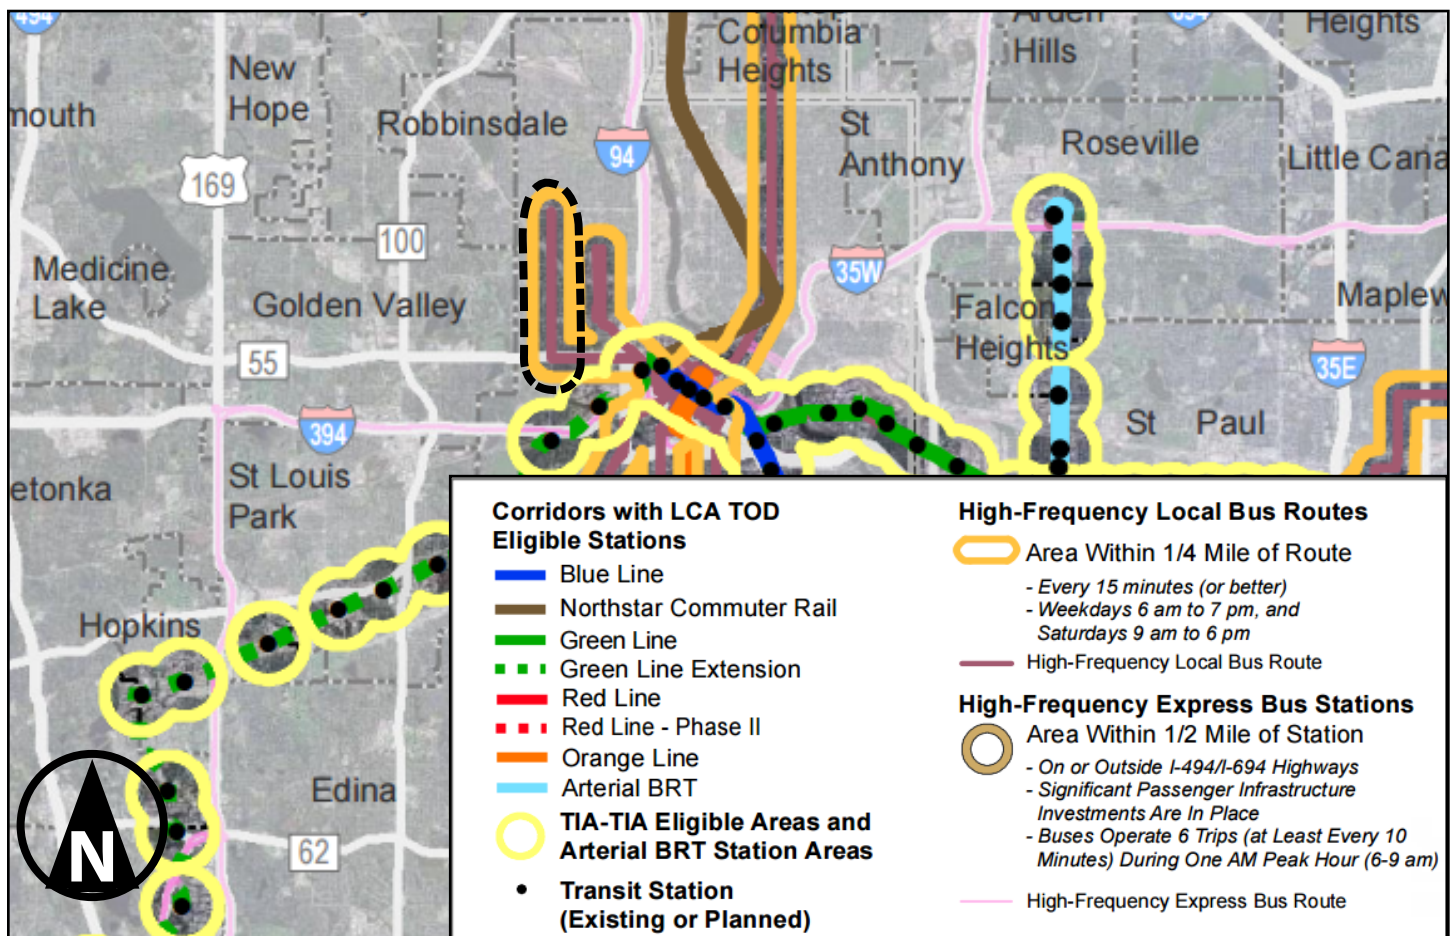 494
Columbia
Heights
Arden
Hills
694
Heights
New
Hope
mouth
Robbinsdale
94
St
Anthony
Roseville
Little Cana
169
100
35W
Medicine
Lake
Golden Valley
Falcon
Heights
Maplew
55
35E
394
St Paul
etonka
St Louis
Park
Hopkins
Edina
62
N
Corridors with LCA TOD
Eligible Stations
Blue Line
Northstar Commuter Rail
Green Line
Green Line Extension
Red Line
Red Line - Phase II
Orange Line
Arterial BRT
TIA-TIA Eligible Areas and
Arterial BRT Station Areas
Transit Station
(Existing or Planned)
High-Frequency Local Bus Routes
Area Within 1/4 Mile of Route
- Every 15 minutes (or better)
- Weekdays 6 am to 7 pm, and
Saturdays 9 am to 6 pm
High-Frequency Local Bus Route
High-Frequency Express Bus Stations
Area Within 1/2 Mile of Station
- On or Outside I-494/I-694 Highways
- Significant Passenger Infrastructure
Investments Are In Place
- Buses Operate 6 Trips (at Least Every 10
Minutes) During One AM Peak Hour (6-9 am)
High-Frequency Express Bus Route